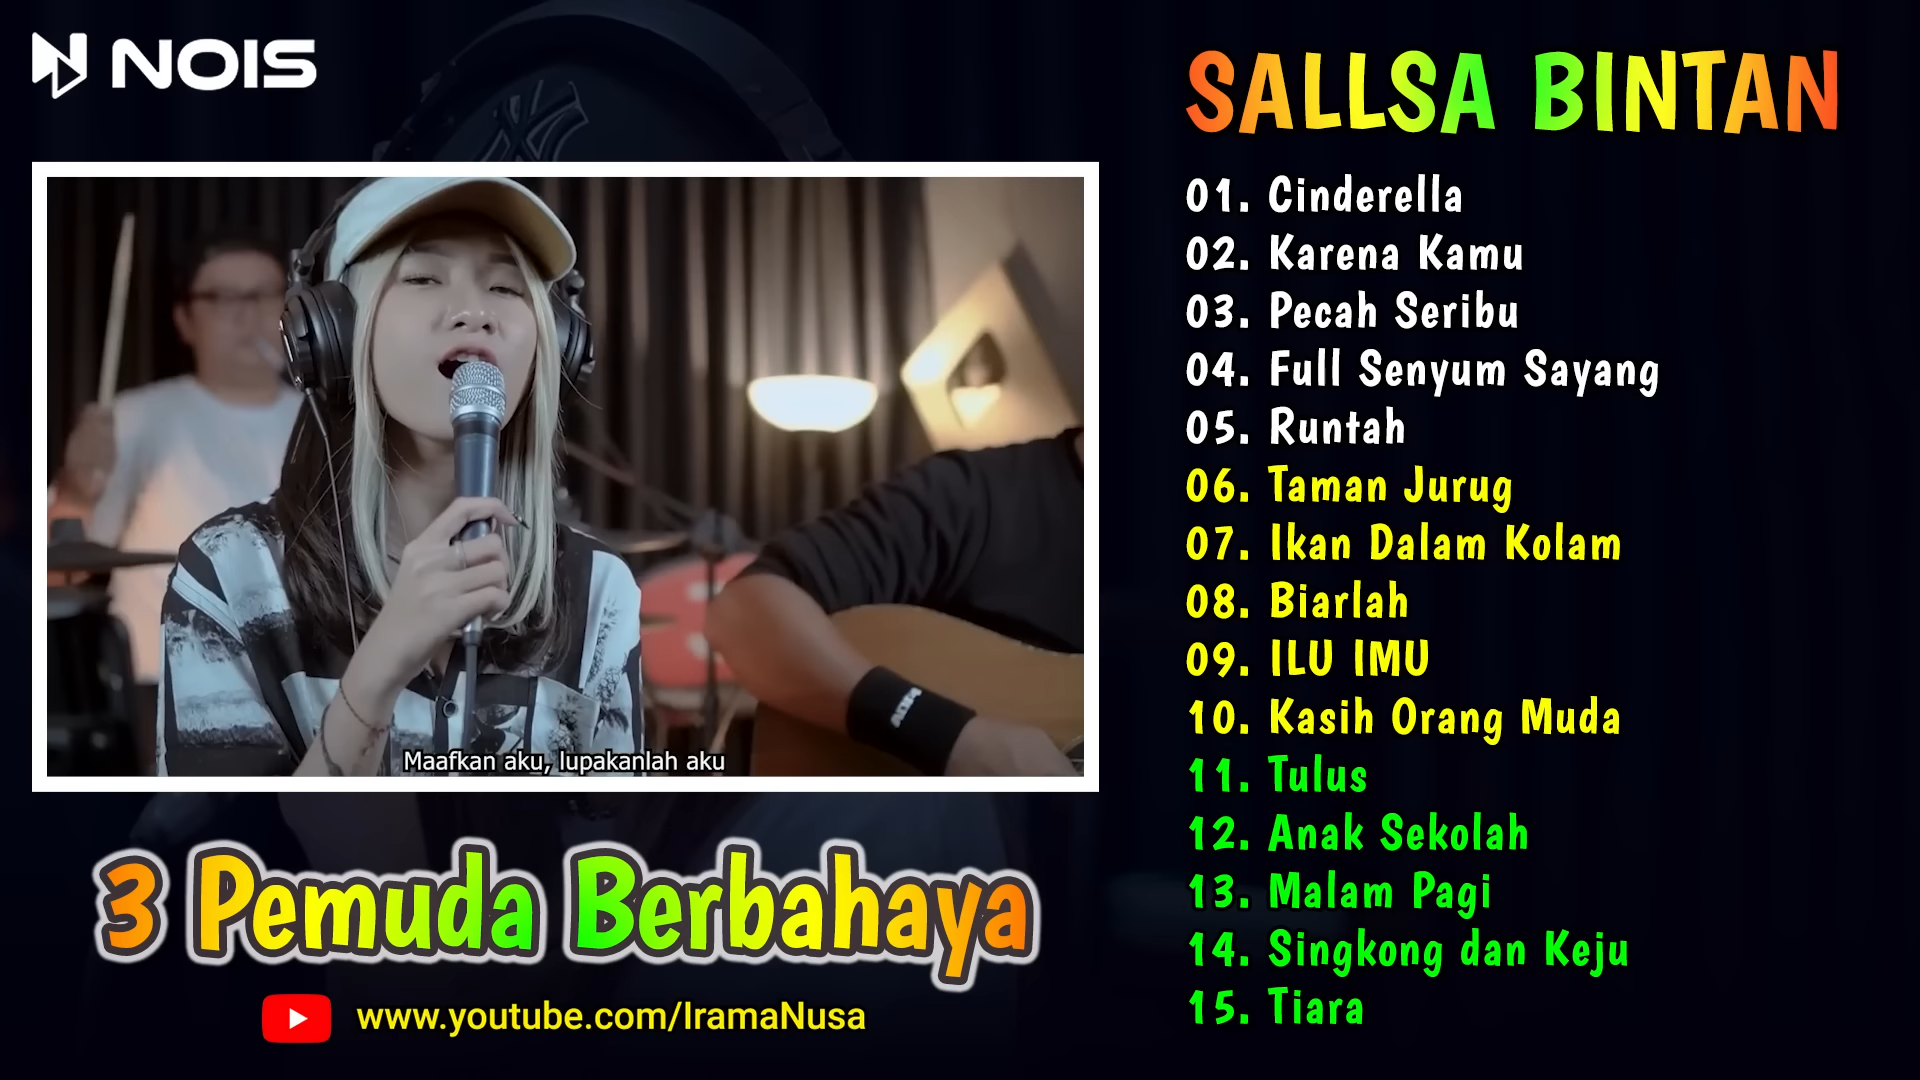 NOIS
SALLSA BINTAN
01. Cinderella
02. Karena Kamu
03. Pecah Seribu
04. Full Senyum Sayang
05. Runtah
06. Taman Jurug
07. Ikan Dalam Kolam
08. Biarlah
09. ILU IMU
10. Kasih Orang Muda
11. Tulus
12. Anak Sekolah
13. Malam Pagi
14. Singkong dan Keju
15. Tiara
Maafkan aku, lupakanlah aku
3 Pemuda Berbahaya
www.youtube.com/IramaNusa